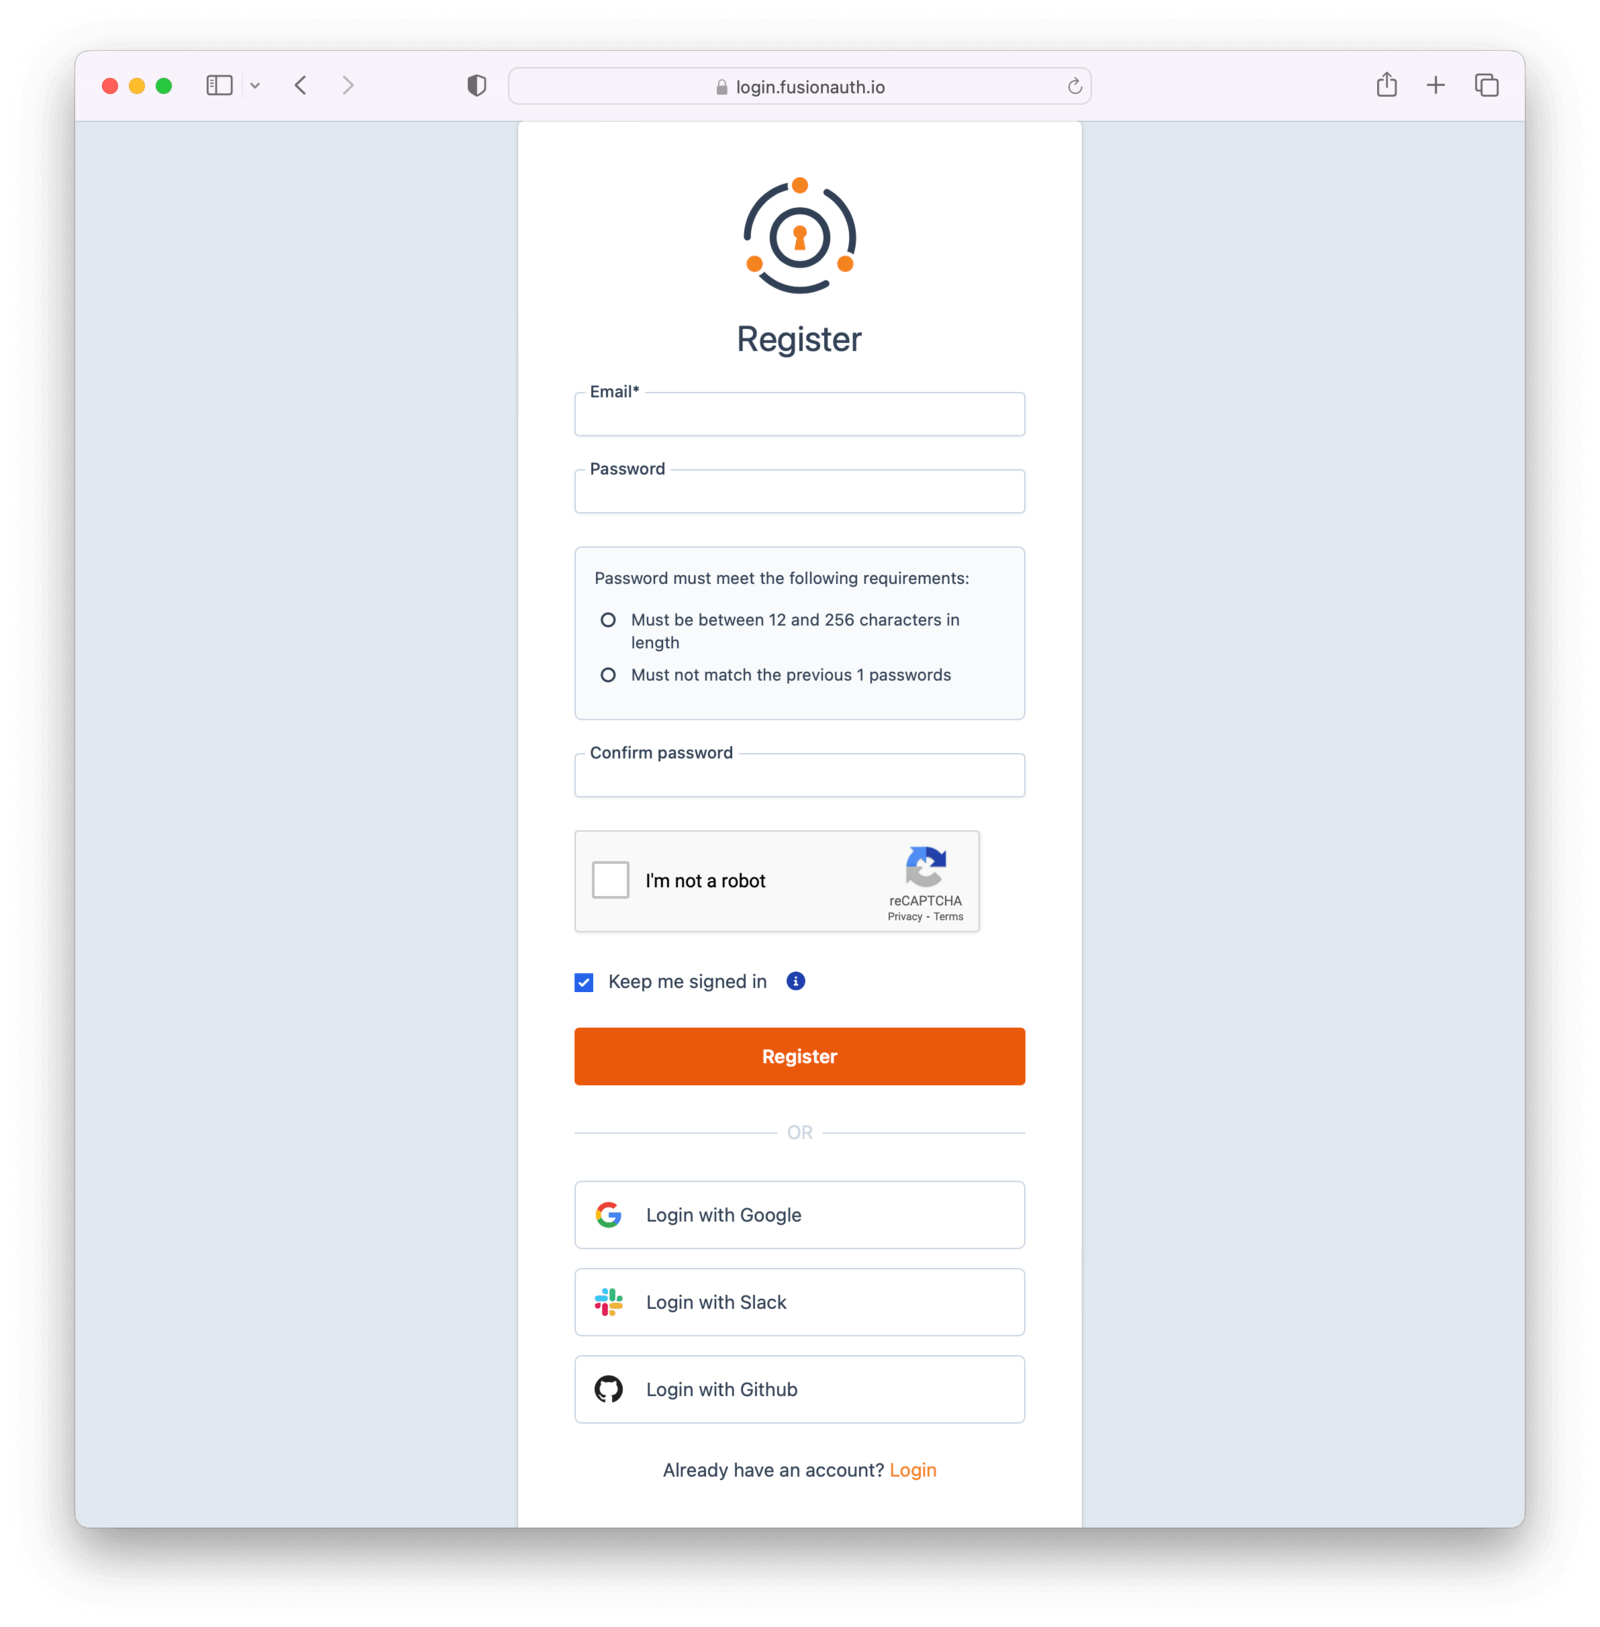 login.fusionauth.io
Register
Email*
Password
Password must meet the following requirements:
Must be between 12 and 256 characters in
length
Must not match the previous 1 passwords
Confirm password
I'm not a robot
reCAPTCHA
Privacy - Terms
Keep me signed in
Register
OR
Login with Google
Login with Slack
Login with Github
Already have an account? Login